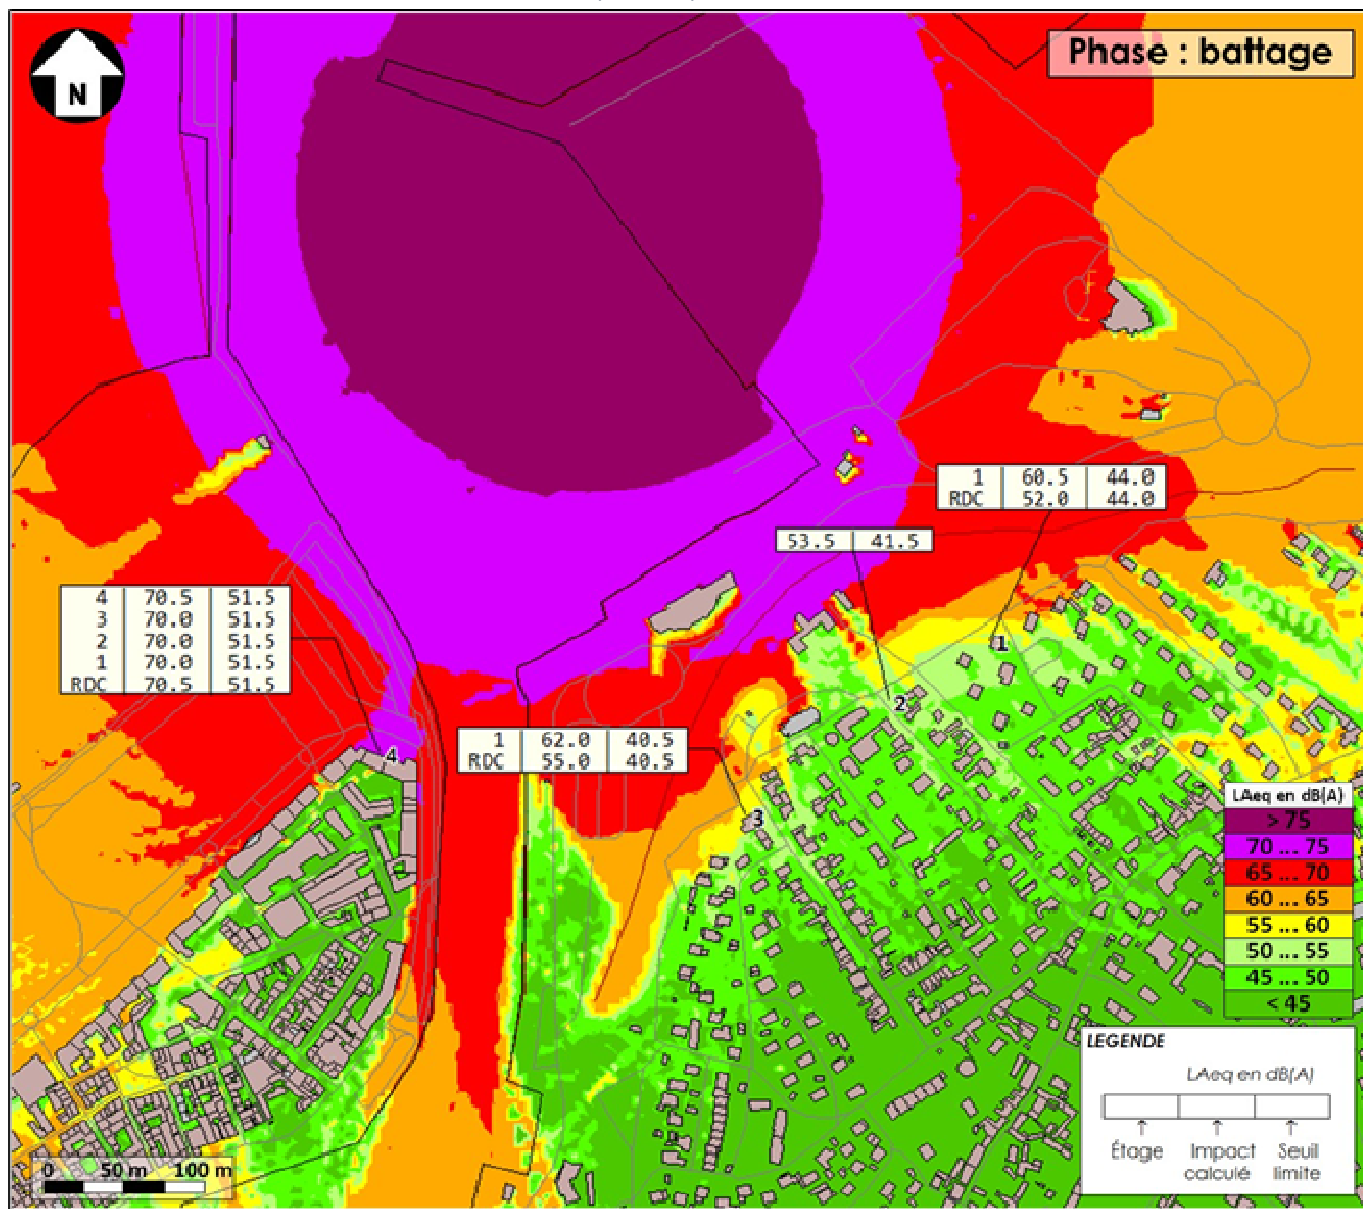 Phase : battage
N
1 60.5 44.0
RDC 52.0 44.0
53.5 41.5
4 70.5 51.5
3 70.0 51.5
2 70.0 51.5
1 70.0 51.5
RDC 70.5 51.5
1
2
1 62.0 40.5
RDC 55.0 40.5
4
3
LAeq en dB(A)
> 75
70 ... 75
65 ... 70
60 ... 65
55 ... 60
50 ... 55
45 ... 50
< 45
LEGENDE
LAeq en dB(A)
Étage Impact calculé Seuil limite
0 50 m 100 m